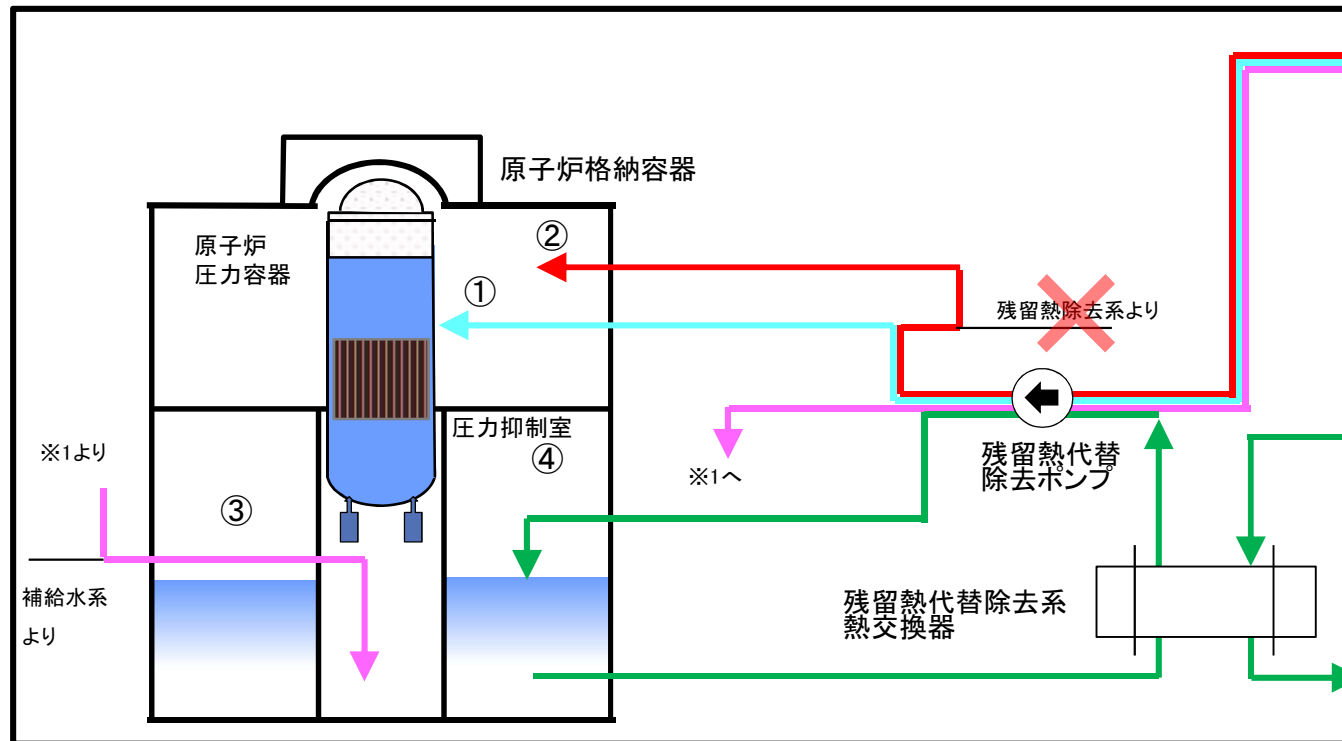 原子炉格納容器
②
原子炉
圧力容器
①
残留熱除去系より
圧力抑制室
④
※1より
※1へ
残留熱代替
除去ポンプ
③
補給水系
より
残留熱代替除去系
熱交換器